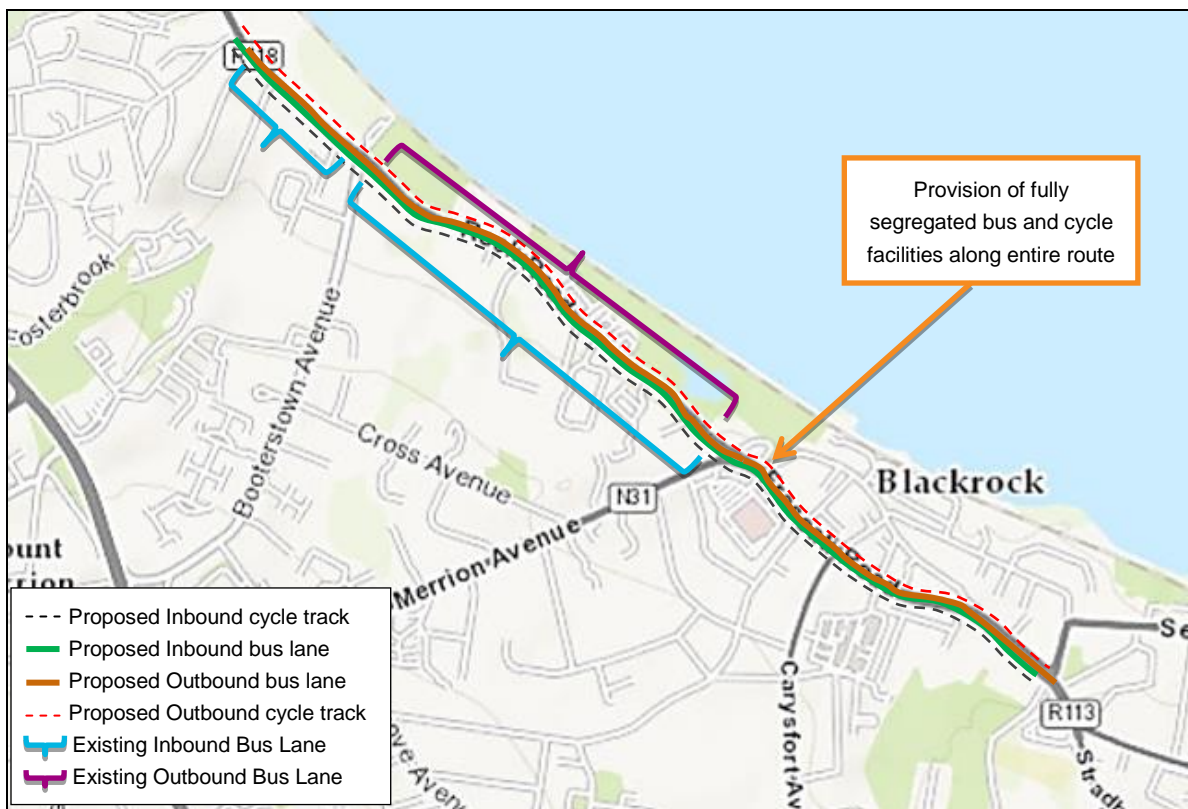 R118
Provision of fully
segregated bus and cycle
facilities along entire route
Fosterbrook
Booterstown Avenue
Cross Avenue
Blackrock
N31
Merrion Avenue
Carysfort Av
R113
Proposed Inbound cycle track
Proposed Inbound bus lane
Proposed Outbound bus lane
Proposed Outbound cycle track
Existing Inbound Bus Lane
Existing Outbound Bus Lane